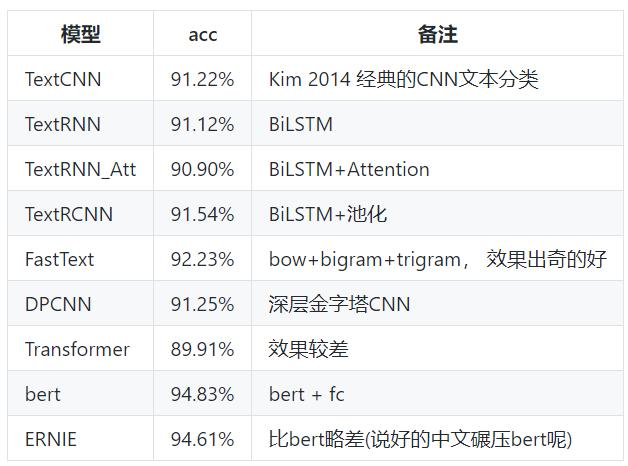 模型 acc 备注
TextCNN 91.22% Kim 2014 经典的CNN文本分类
TextRNN 91.12% BiLSTM
TextRNN_Att 90.90% BiLSTM+Attention
TextRCNN 91.54% BiLSTM+池化
FastText 92.23% bow+bigram+trigram， 效果出奇的好
DPCNN 91.25% 深层金字塔CNN
Transformer 89.91% 效果较差
bert 94.83% bert + fc
ERNIE 94.61% 比bert略差(说好的中文碾压bert呢)